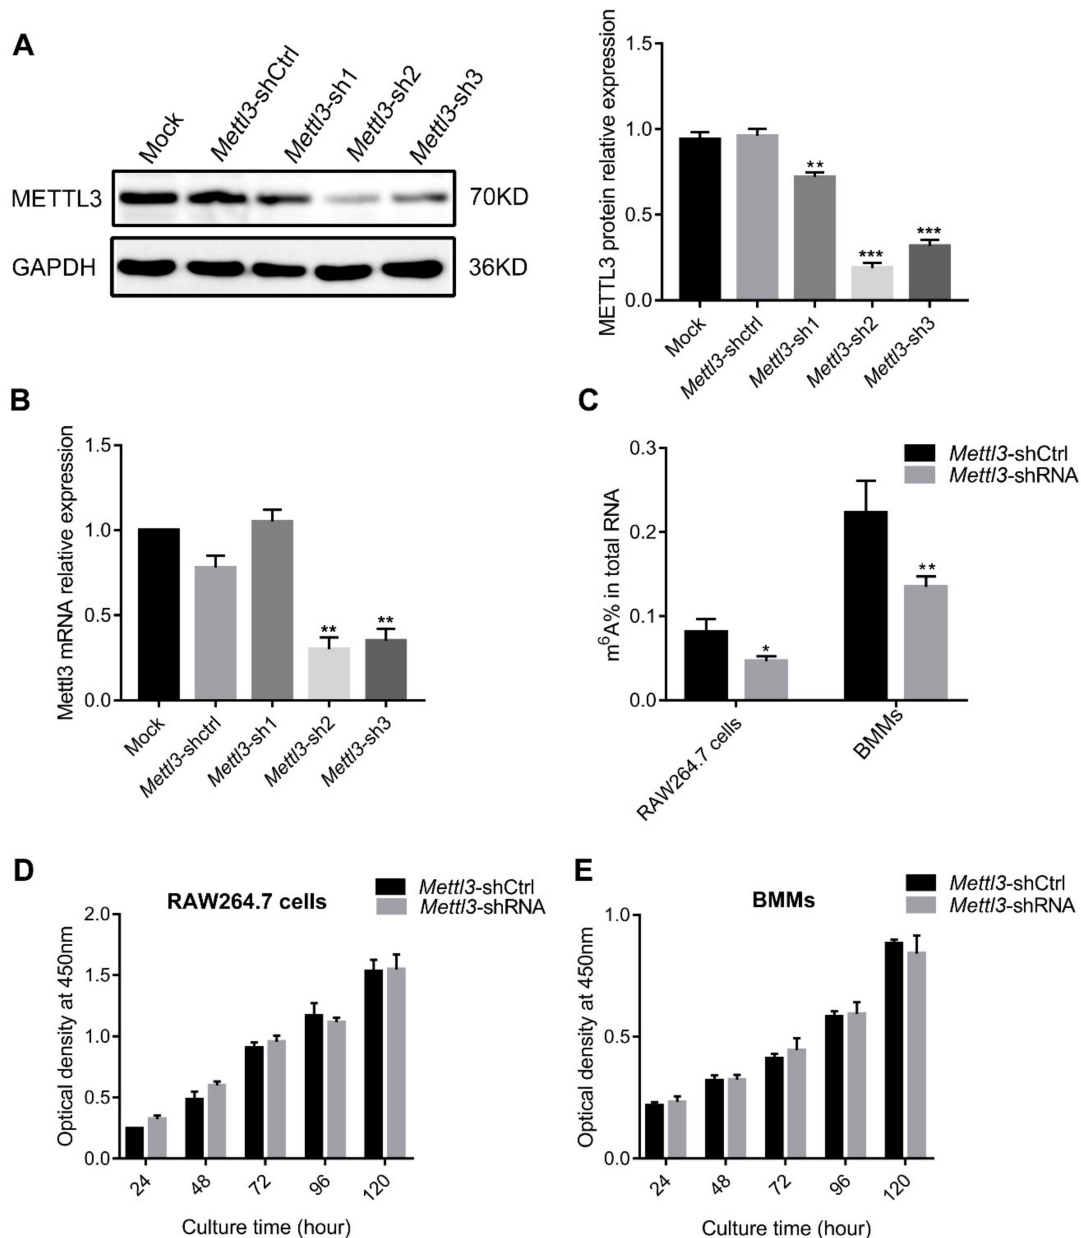 A
Mock
Mettl3-shCtrl
Mettl3-sh1
Mettl3-sh2
Mettl3-sh3
METTL3
70KD
GAPDH
36KD
METTL3 protein relative expression
1.5
1.0
0.5
0.0
**
***
***
Mock
Mettl3-shctrl
Mettl3-sh1
Mettl3-sh2
Mettl3-sh3
B
Mettl3 mRNA relative expression
1.5
1.0
0.5
0.0
**
**
Mock
Mettl3-shctrl
Mettl3-sh1
Mettl3-sh2
Mettl3-sh3
C
m⁶A% in total RNA
0.3
0.2
0.1
0.0
*
**
Mettl3-shCtrl
Mettl3-shRNA
RAW264.7 cells
BMMs
D
RAW264.7 cells
Mettl3-shCtrl
Mettl3-shRNA
Optical density at 450nm
2.0
1.5
1.0
0.5
0.0
24
48
72
96
120
Culture time (hour)
E
BMMs
Mettl3-shCtrl
Mettl3-shRNA
Optical density at 450nm
1.0
0.5
0.0
24
48
72
96
120
Culture time (hour)